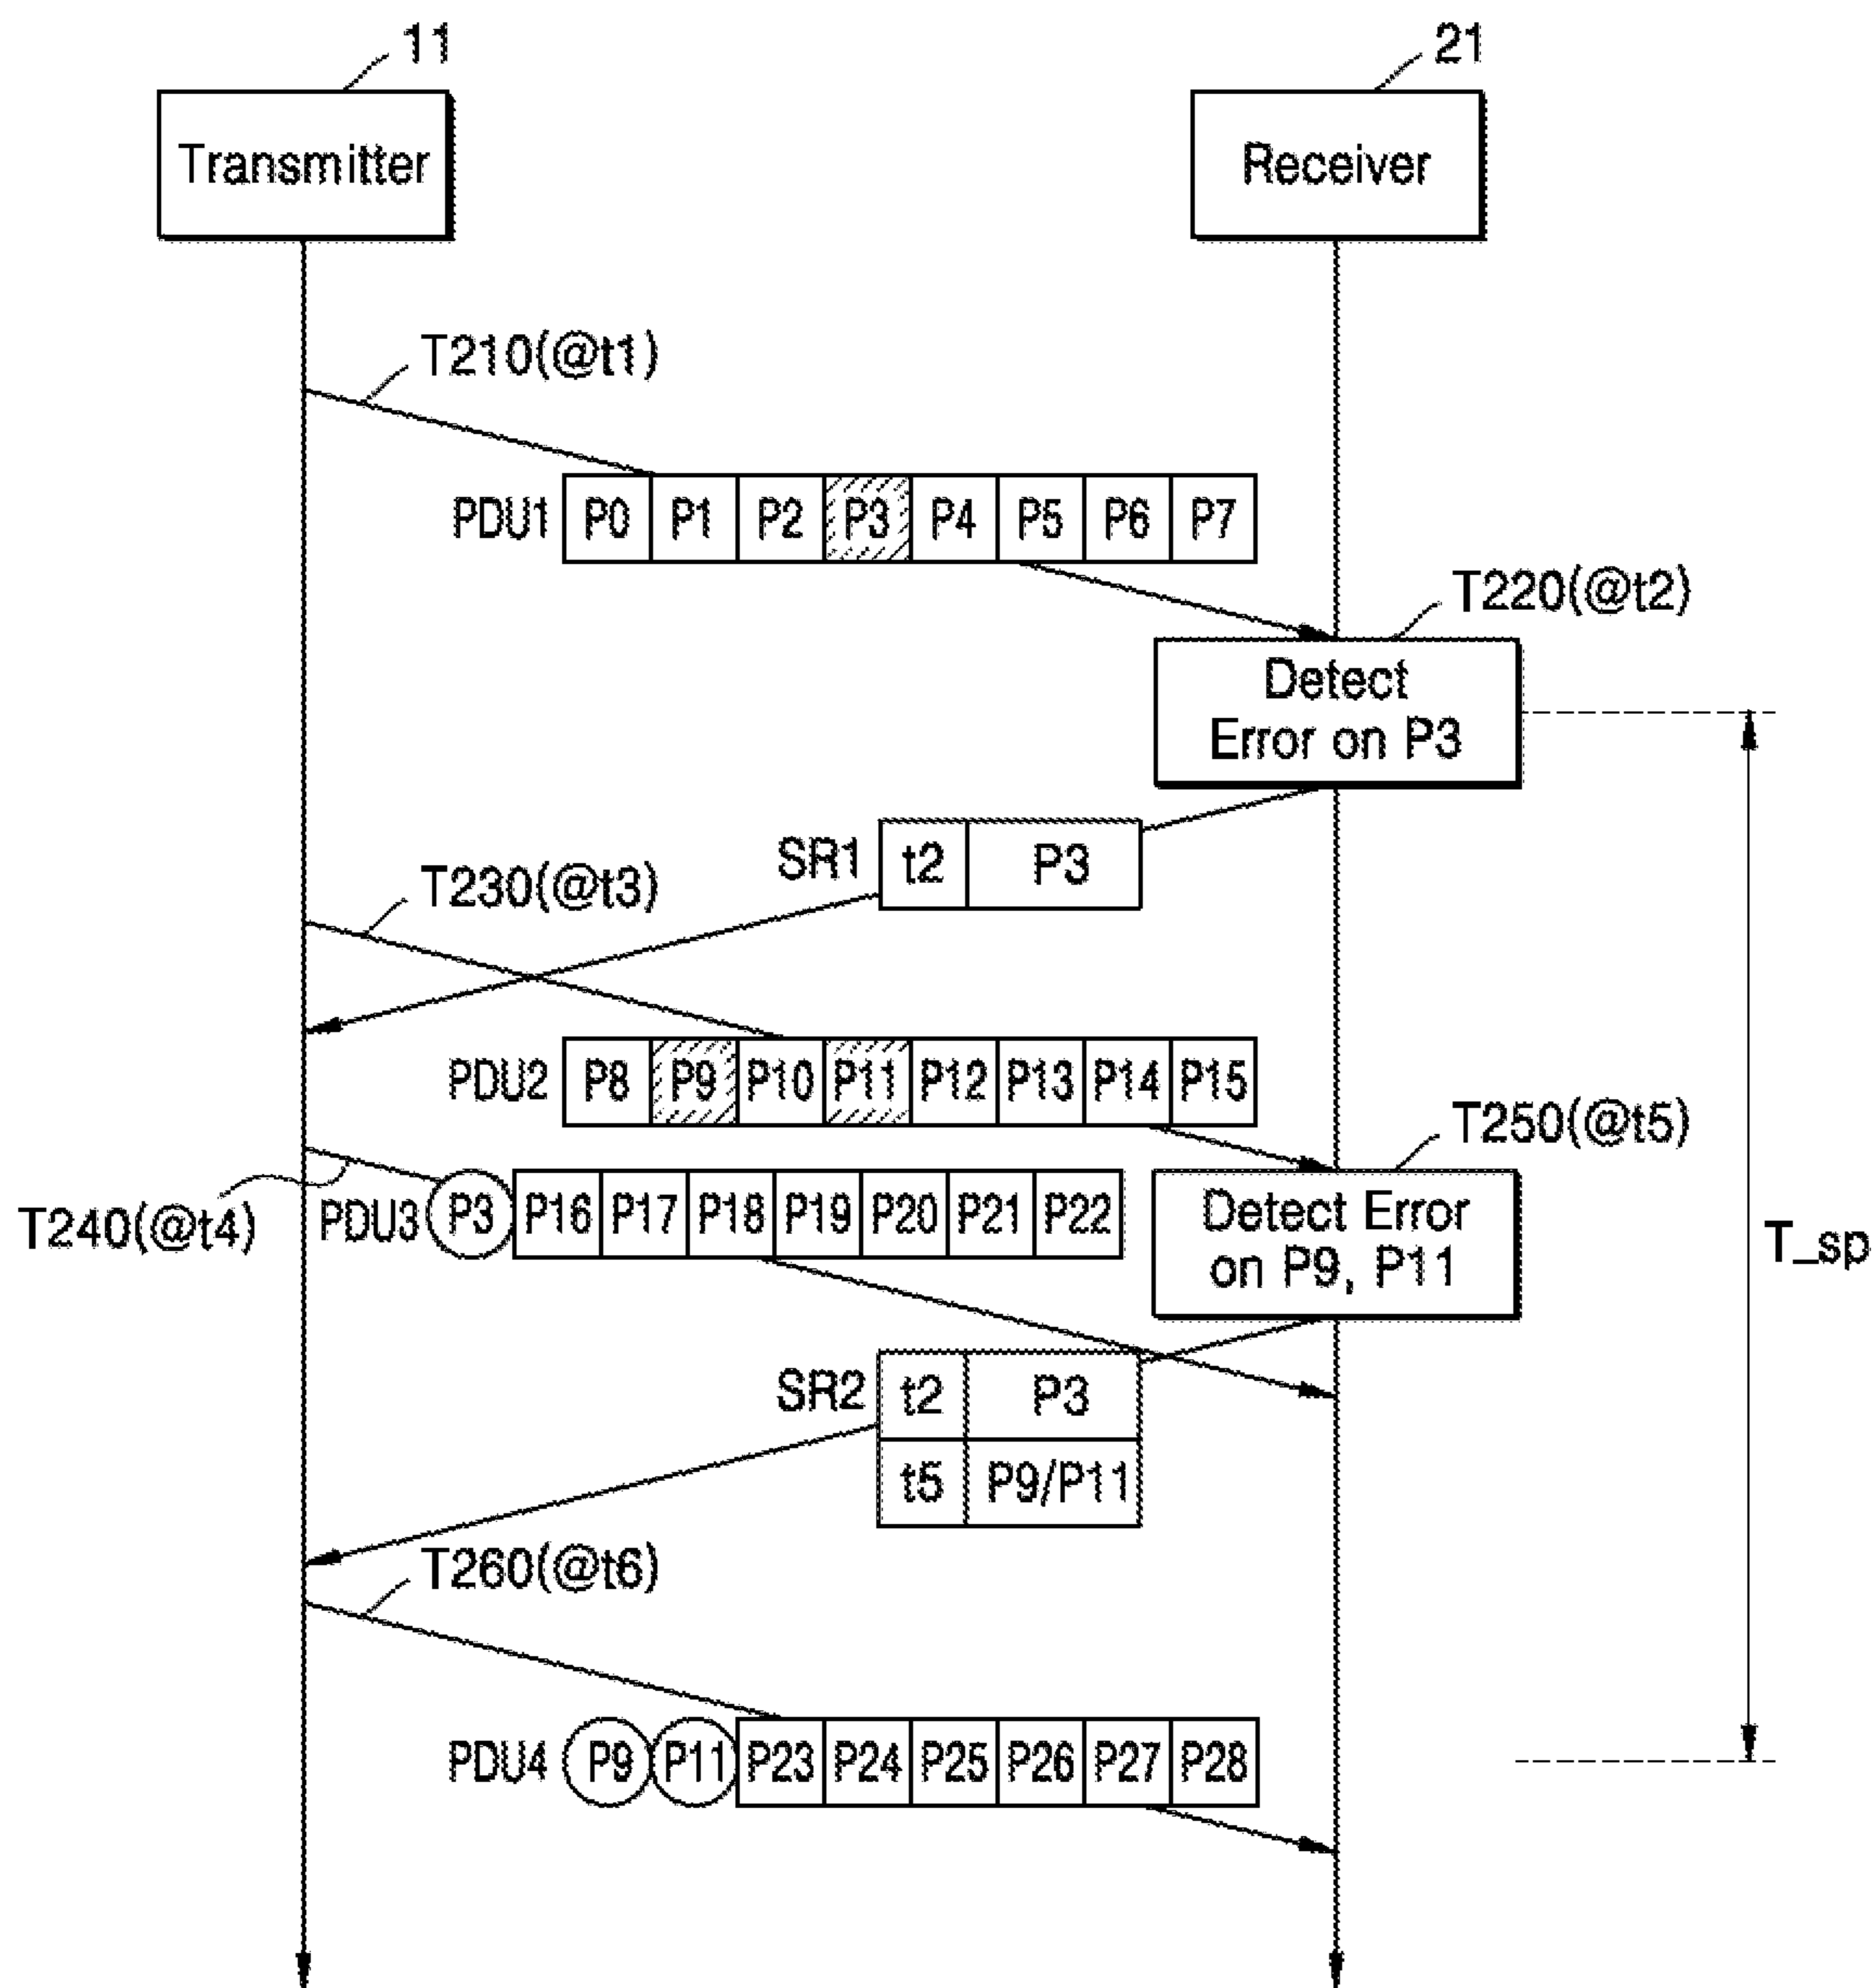 11
21
Transmitter
Receiver
T210(@t1)
PDU1 P0 P1 P2 P3 P4 P5 P6 P7
T220(@t2)
Detect
Error on P3
SR1 t2 P3
T230(@t3)
PDU2 P8 P9 P10 P11 P12 P13 P14 P15
T250(@t5)
T240(@t4)
PDU3 P3 P16 P17 P18 P19 P20 P21 P22
Detect Error
on P9, P11
T_sp
SR2 t2 P3
t5 P9/P11
T260(@t6)
PDU4 P9 P11 P23 P24 P25 P26 P27 P28